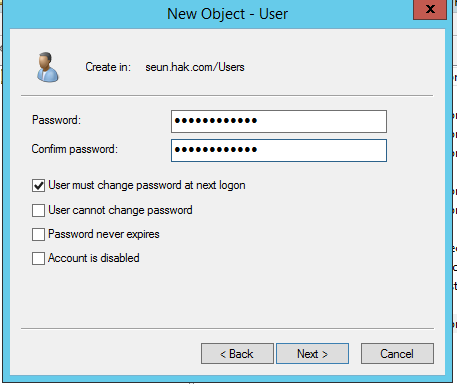 New Object - User
x
Create in: seun.hak.com/Users
Password: ●●●●●●●●●●●●
Confirm password: ●●●●●●●●●●●●
User must change password at next logon
User cannot change password
Password never expires
Account is disabled
< Back Next > Cancel